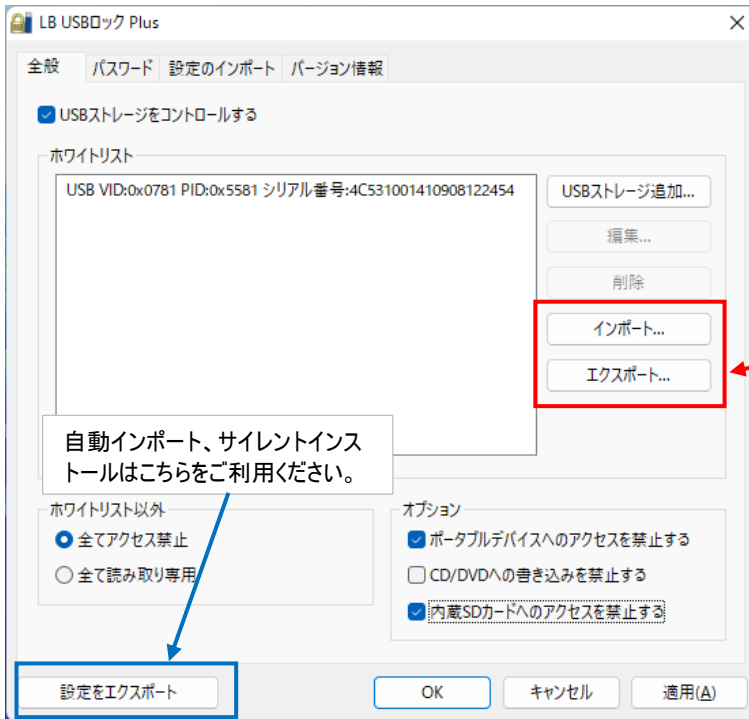 LB USBロック Plus
全般 パスワード 設定のインポート バージョン情報
USBストレージをコントロールする
ホワイトリスト
USB VID:0x0781 PID:0x5581 シリアル番号:4C531001410908122454
USBストレージ追加...
編集...
削除
インポート...
エクスポート...
自動インポート、サイレントインス
トールはこちらをご利用ください。
ホワイトリスト以外
全てアクセス禁止
全て読み取り専用
オプション
ポータブルデバイスへのアクセスを禁止する
CD/DVDへの書き込みを禁止する
内蔵SDカードへのアクセスを禁止する
設定をエクスポート
OK
キャンセル
適用(A)